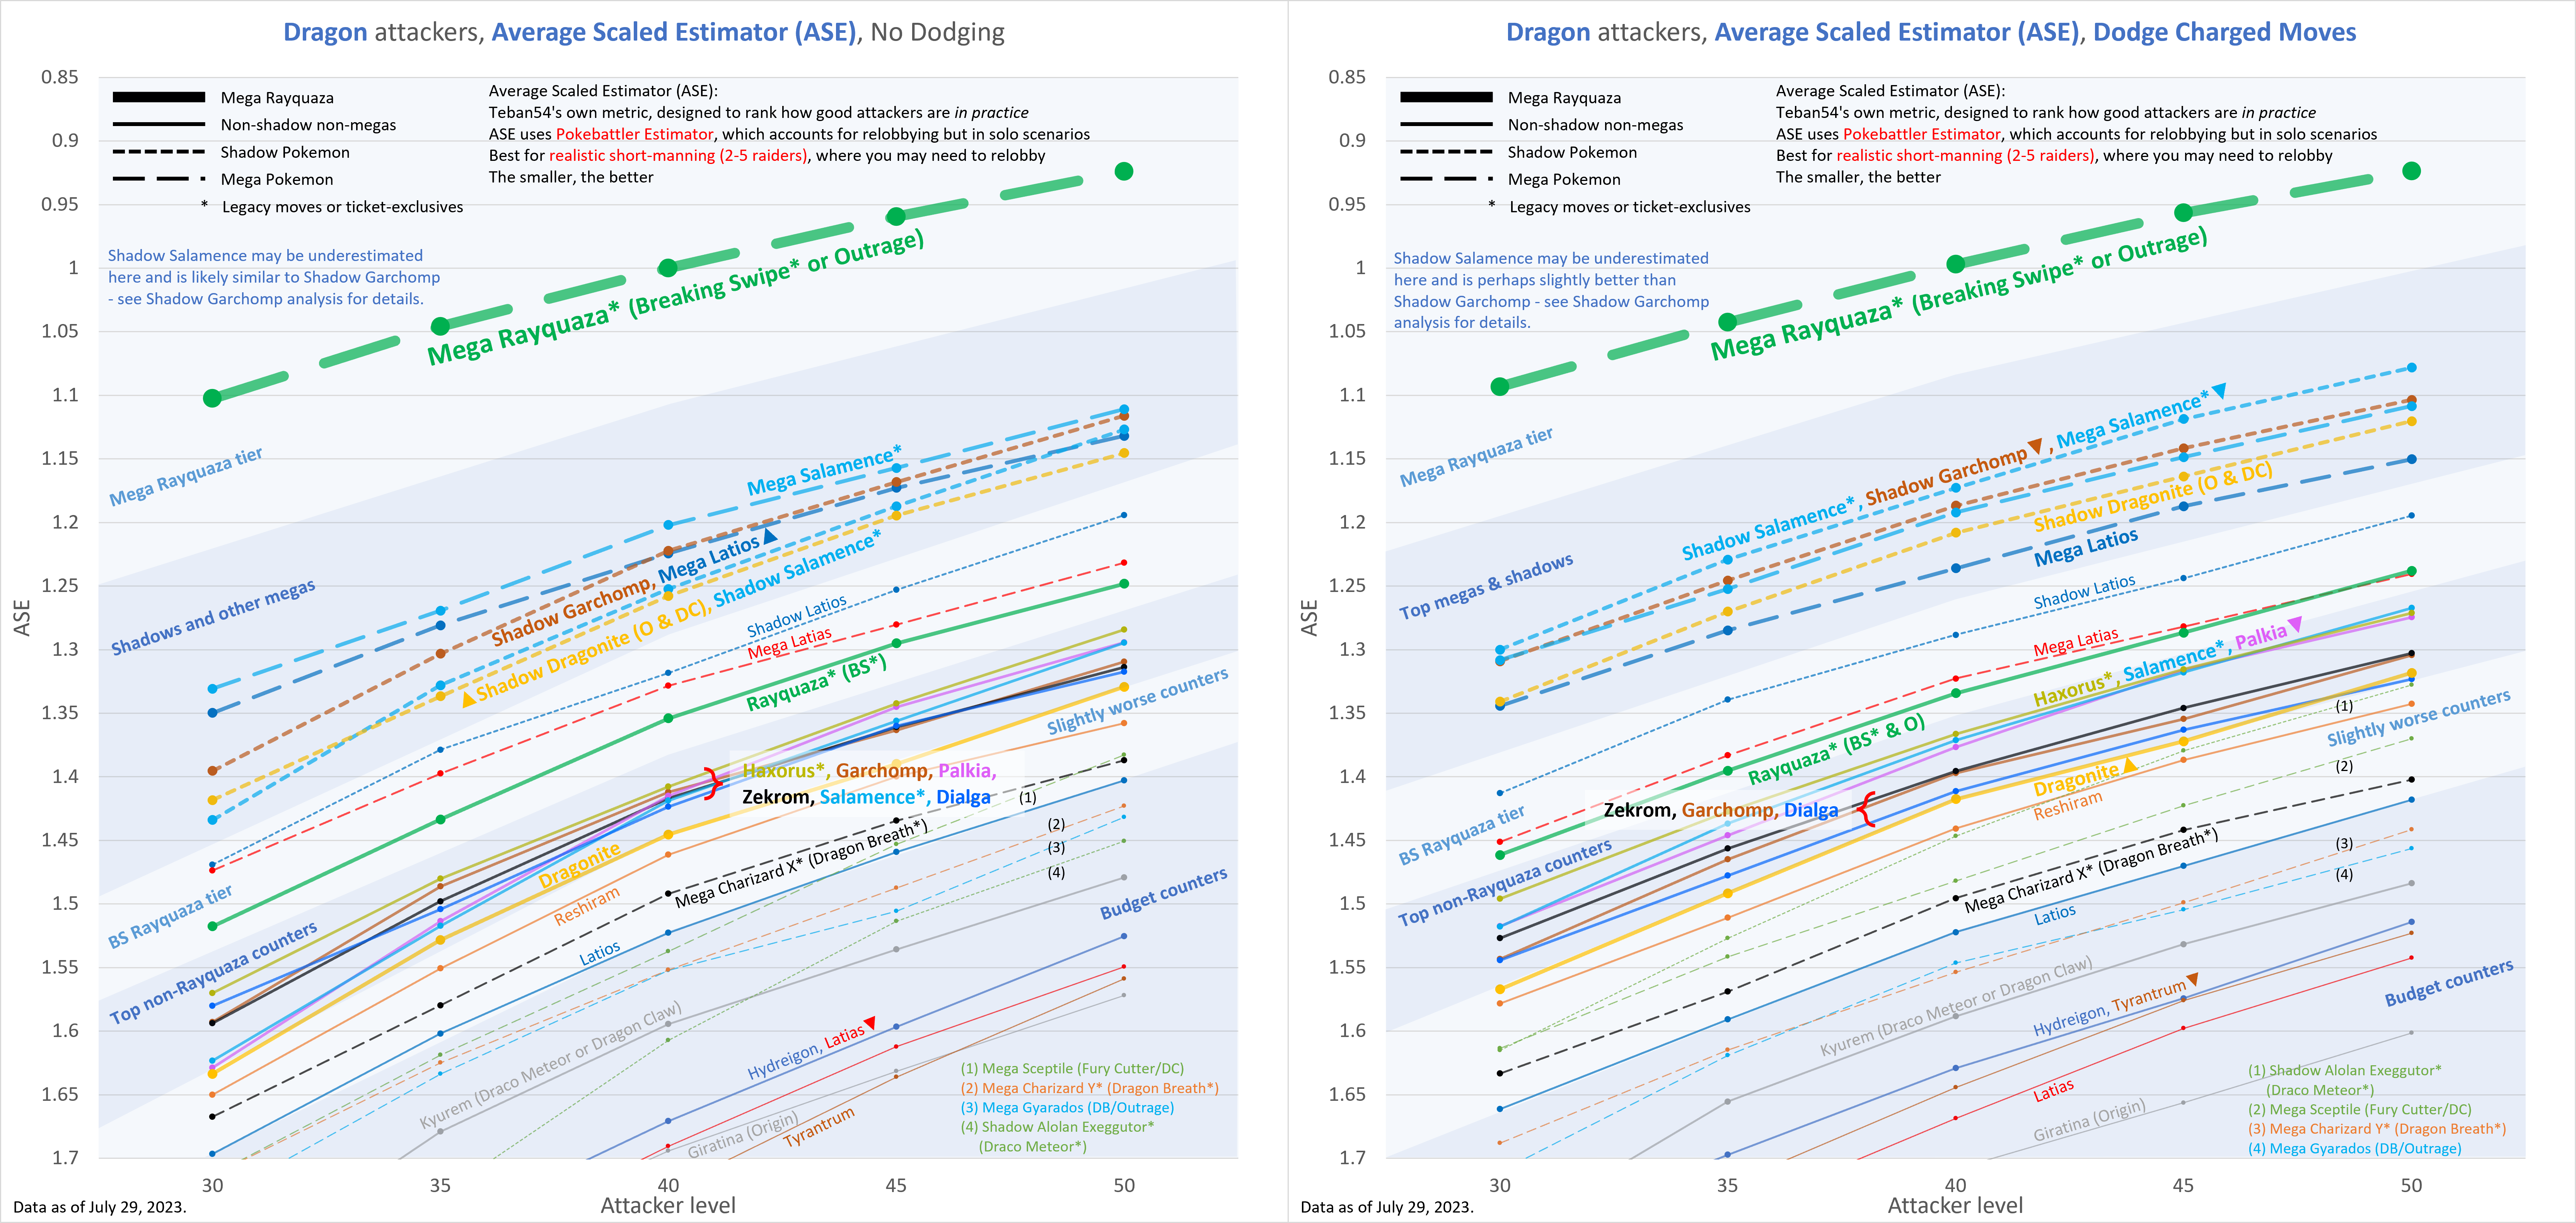 Dragon attackers, Average Scaled Estimator (ASE), No Dodging
0.85
0.9
0.95
1
1.05
1.1
1.15
1.2
1.25
1.3
1.35
1.4
1.45
1.5
1.55
1.6
1.65
1.7
ASE
Mega Rayquaza
Non-shadow non-megas
Shadow Pokemon
Mega Pokemon
* Legacy moves or ticket-exclusives
Average Scaled Estimator (ASE):
Teban54's own metric, designed to rank how good attackers are in practice
ASE uses Pokebattler Estimator, which accounts for relobbying but in solo scenarios
Best for realistic short-manning (2-5 raiders), where you may need to relobby
The smaller, the better
Shadow Salamence may be underestimated
here and is likely similar to Shadow Garchomp
- see Shadow Garchomp analysis for details.
Mega Rayquaza* (Breaking Swipe* or Outrage)
Mega Rayquaza tier
Mega Salamence*
Shadow Garchomp, Mega Latios▲
Shadows and other megas
▲Shadow Dragonite (O & DC), Shadow Salamence*
Shadow Latios
Mega Latias
Rayquaza* (BS*)
Slightly worse counters
Haxorus*, Garchomp, Palkia,
Zekrom, Salamence*, Dialga
(1)
Dragonite
Reshiram
Mega Charizard X* (Dragon Breath*)
(2)
(3)
(4)
BS Rayquaza tier
Top non-Rayquaza counters
Latios
Budget counters
Kyurem (Draco Meteor or Dragon Claw)
Hydreigon, Latias▼
Giratina (Origin)
Tyrantrum
(1) Mega Sceptile (Fury Cutter/DC)
(2) Mega Charizard Y* (Dragon Breath*)
(3) Mega Gyarados (DB/Outrage)
(4) Shadow Alolan Exeggutor*
(Draco Meteor*)
30
35
40
45
50
Attacker level
Data as of July 29, 2023.
Dragon attackers, Average Scaled Estimator (ASE), Dodge Charged Moves
0.85
0.9
0.95
1
1.05
1.1
1.15
1.2
1.25
1.3
1.35
1.4
1.45
1.5
1.55
1.6
1.65
1.7
ASE
Mega Rayquaza
Non-shadow non-megas
Shadow Pokemon
Mega Pokemon
* Legacy moves or ticket-exclusives
Average Scaled Estimator (ASE):
Teban54's own metric, designed to rank how good attackers are in practice
ASE uses Pokebattler Estimator, which accounts for relobbying but in solo scenarios
Best for realistic short-manning (2-5 raiders), where you may need to relobby
The smaller, the better
Shadow Salamence may be underestimated
here and is perhaps slightly better than
Shadow Garchomp - see Shadow Garchomp
analysis for details.
Mega Rayquaza* (Breaking Swipe* or Outrage)
Mega Rayquaza tier
Shadow Salamence*, Shadow Garchomp▼, Mega Salamence*▼
Shadow Dragonite (O & DC)
Mega Latios
Top megas & shadows
Shadow Latios
Mega Latias
Haxorus*, Salamence*, Palkia▼
Rayquaza* (BS* & O)
(1)
Slightly worse counters
(2)
Dragonite▲
Reshiram
Zekrom, Garchomp, Dialga
BS Rayquaza tier
Top non-Rayquaza counters
Mega Charizard X* (Dragon Breath*)
(3)
(4)
Latios
Kyurem (Draco Meteor or Dragon Claw)
Hydreigon, Tyrantrum▼
Budget counters
Latias
Giratina (Origin)
(1) Shadow Alolan Exeggutor*
(Draco Meteor*)
(2) Mega Sceptile (Fury Cutter/DC)
(3) Mega Charizard Y* (Dragon Breath*)
(4) Mega Gyarados (DB/Outrage)
30
35
40
45
50
Attacker level
Data as of July 29, 2023.